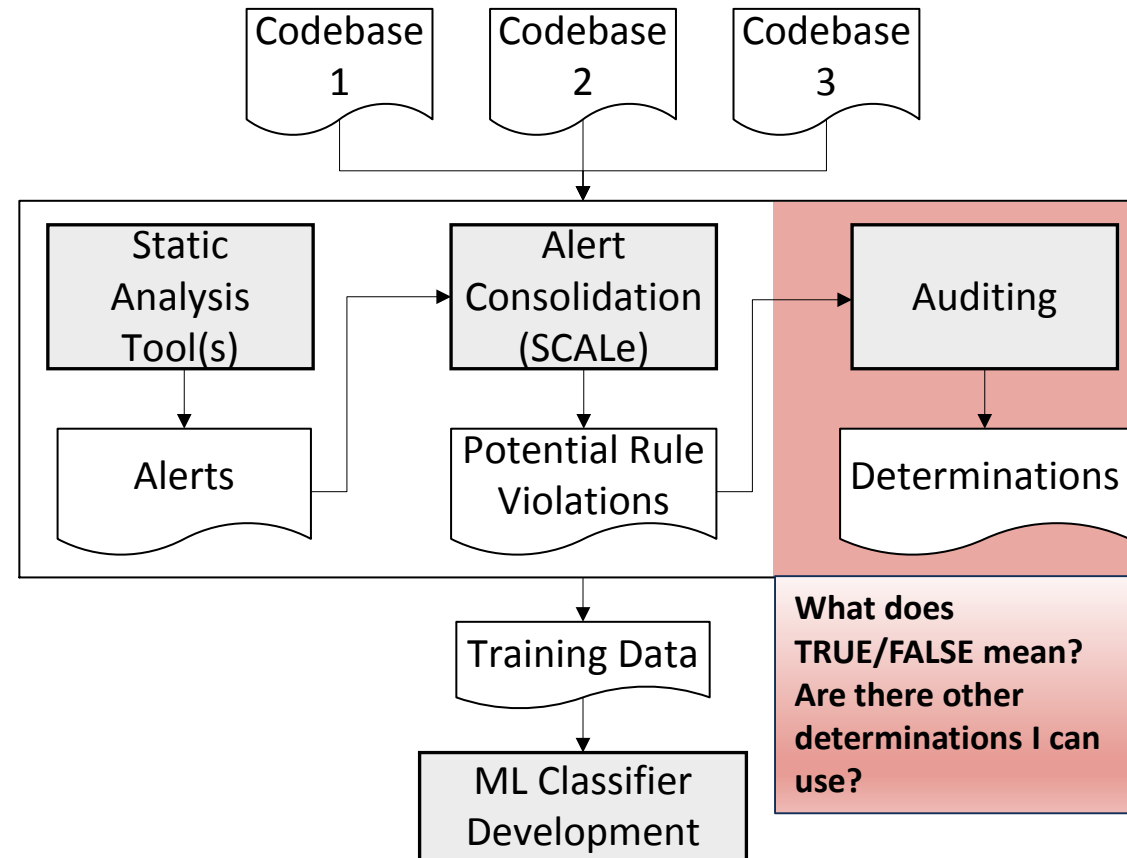 Codebase
1
Codebase
2
Codebase
3
Static
Analysis
Tool(s)
Alert
Consolidation
(SCALe)
Auditing
Alerts
Potential Rule
Violations
Determinations
Training Data
What does
TRUE/FALSE mean?
Are there other
determinations I can
use?
ML Classifier
Development